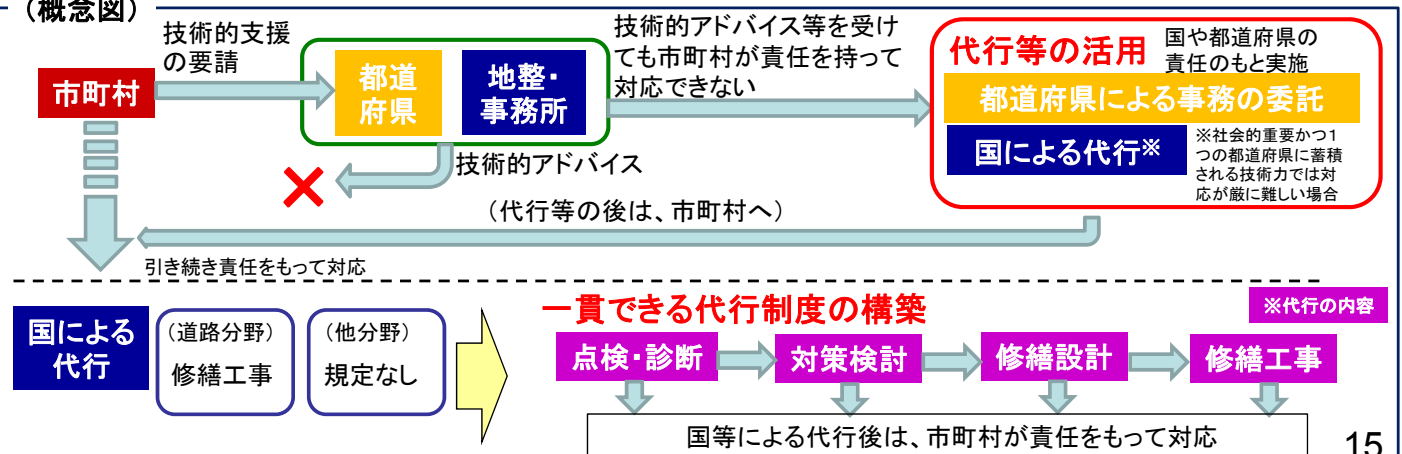 (概念図)
市町村
技術的支援
の要請
都道
府県
地整・
事務所
技術的アドバイス等を受け
ても市町村が責任を持って
対応できない
代行等の活用
国や都道府県の
責任のもと実施
都道府県による事務の委託
国による代行※
※社会的重要かつ1
つの都道府県に蓄積
される技術力では対
応が厳に難しい場合
技術的アドバイス
(代行等の後は、市町村へ)
引き続き責任をもって対応
国による
代行
(道路分野)
修繕工事
(他分野)
規定なし
一貫できる代行制度の構築
※代行の内容
点検・診断
対策検討
修繕設計
修繕工事
国等による代行後は、市町村が責任をもって対応
15